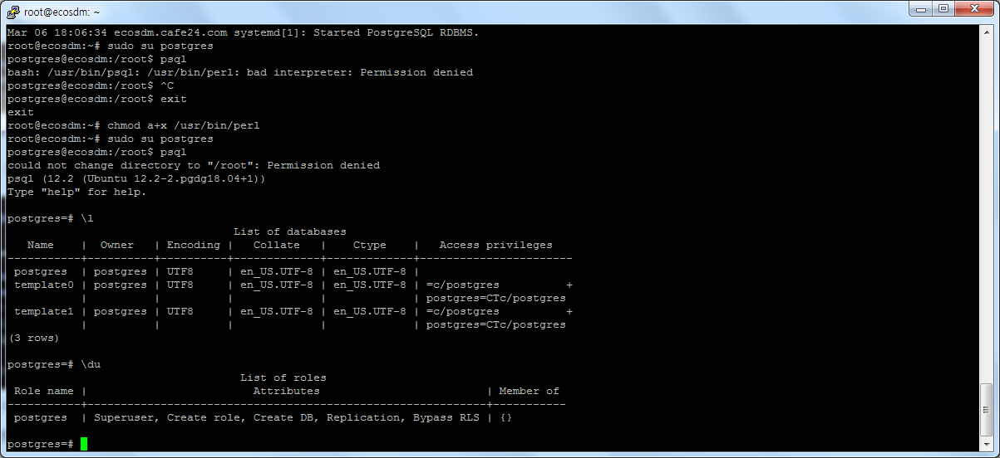 root@ecosdm: ~
Mar 06 18:06:34 ecosdm.cafe24.com systemd[1]: Started PostgreSQL RDBMS.
root@ecosdm:~# sudo su postgres
postgres@ecosdm:/root$ psql
bash: /usr/bin/psql: /usr/bin/perl: bad interpreter: Permission denied
postgres@ecosdm:/root$ ^C
postgres@ecosdm:/root$ exit
exit
root@ecosdm:~# chmod a+x /usr/bin/perl
root@ecosdm:~# sudo su postgres
postgres@ecosdm:/root$ psql
could not change directory to "/root": Permission denied
psql (12.2 (Ubuntu 12.2-2.pgdg18.04+1))
Type "help" for help.
postgres=# \l
                                  List of databases
   Name    |  Owner   | Encoding |   Collate   |    Ctype    |   Access privileges
-----------+----------+----------+-------------+-------------+-----------------------
 postgres  | postgres | UTF8     | en_US.UTF-8 | en_US.UTF-8 |
 template0 | postgres | UTF8     | en_US.UTF-8 | en_US.UTF-8 | =c/postgres          +
           |          |          |             |             | postgres=CTc/postgres
 template1 | postgres | UTF8     | en_US.UTF-8 | en_US.UTF-8 | =c/postgres          +
           |          |          |             |             | postgres=CTc/postgres
(3 rows)
postgres=# \du
                                   List of roles
 Role name |                         Attributes                         | Member of
-----------+------------------------------------------------------------+-----------
 postgres  | Superuser, Create role, Create DB, Replication, Bypass RLS | {}
postgres=#